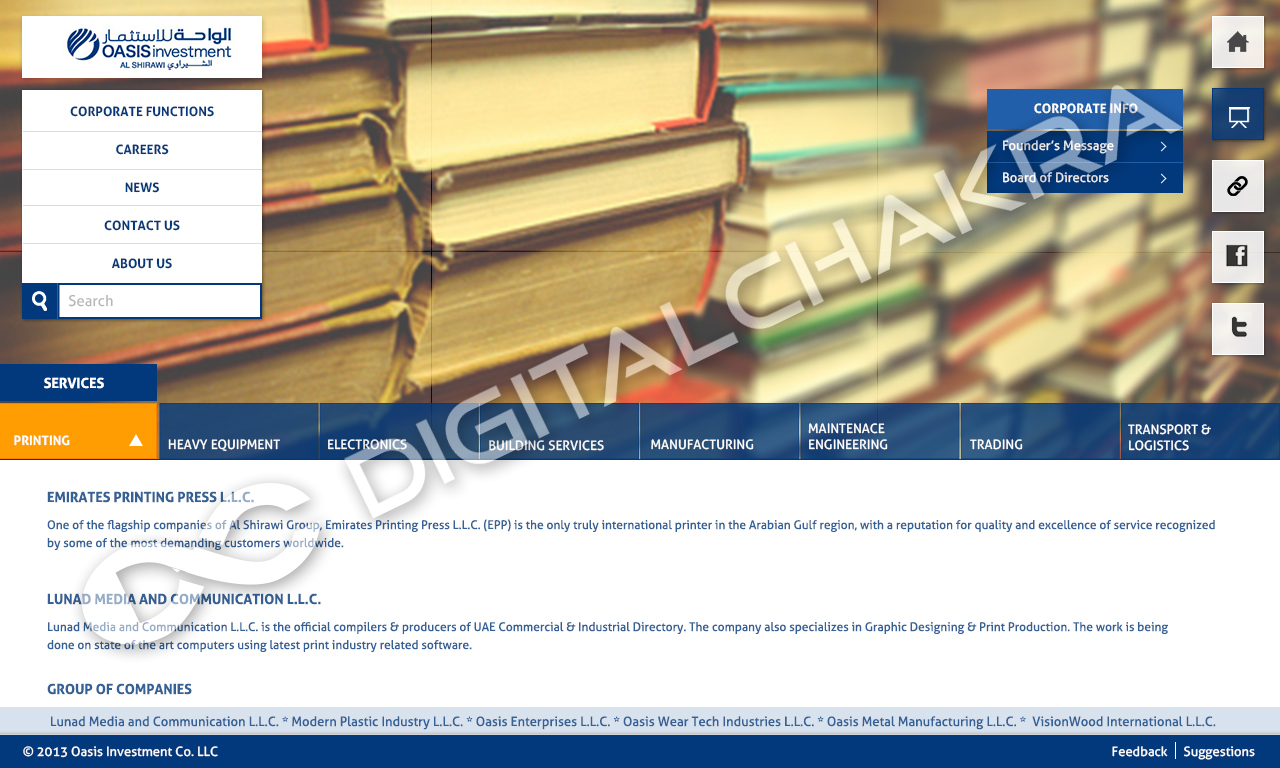 الواحـة للاستثمار
OASIS investment
AL SHIRAWI الشيراوي
CORPORATE FUNCTIONS
CAREERS
NEWS
CONTACT US
ABOUT US
Search
CORPORATE INFO
Founder's Message
Board of Directors
SERVICES
PRINTING
HEAVY EQUIPMENT
ELECTRONICS
BUILDING SERVICES
MANUFACTURING
MAINTENACE
ENGINEERING
TRADING
TRANSPORT &
LOGISTICS
DIGITALCHAKRA
EMIRATES PRINTING PRESS L.L.C.
One of the flagship companies of Al Shirawi Group, Emirates Printing Press L.L.C. (EPP) is the only truly international printer in the Arabian Gulf region, with a reputation for quality and excellence of service recognized
by some of the most demanding customers worldwide.
LUNAD MEDIA AND COMMUNICATION L.L.C.
Lunad Media and Communication L.L.C. is the official compilers & producers of UAE Commercial & Industrial Directory. The company also specializes in Graphic Designing & Print Production. The work is being
done on state of the art computers using latest print industry related software.
GROUP OF COMPANIES
Lunad Media and Communication L.L.C. * Modern Plastic Industry L.L.C. * Oasis Enterprises L.L.C. * Oasis Wear Tech Industries L.L.C. * Oasis Metal Manufacturing L.L.C. * VisionWood International L.L.C.
© 2013 Oasis Investment Co. LLC
Feedback | Suggestions